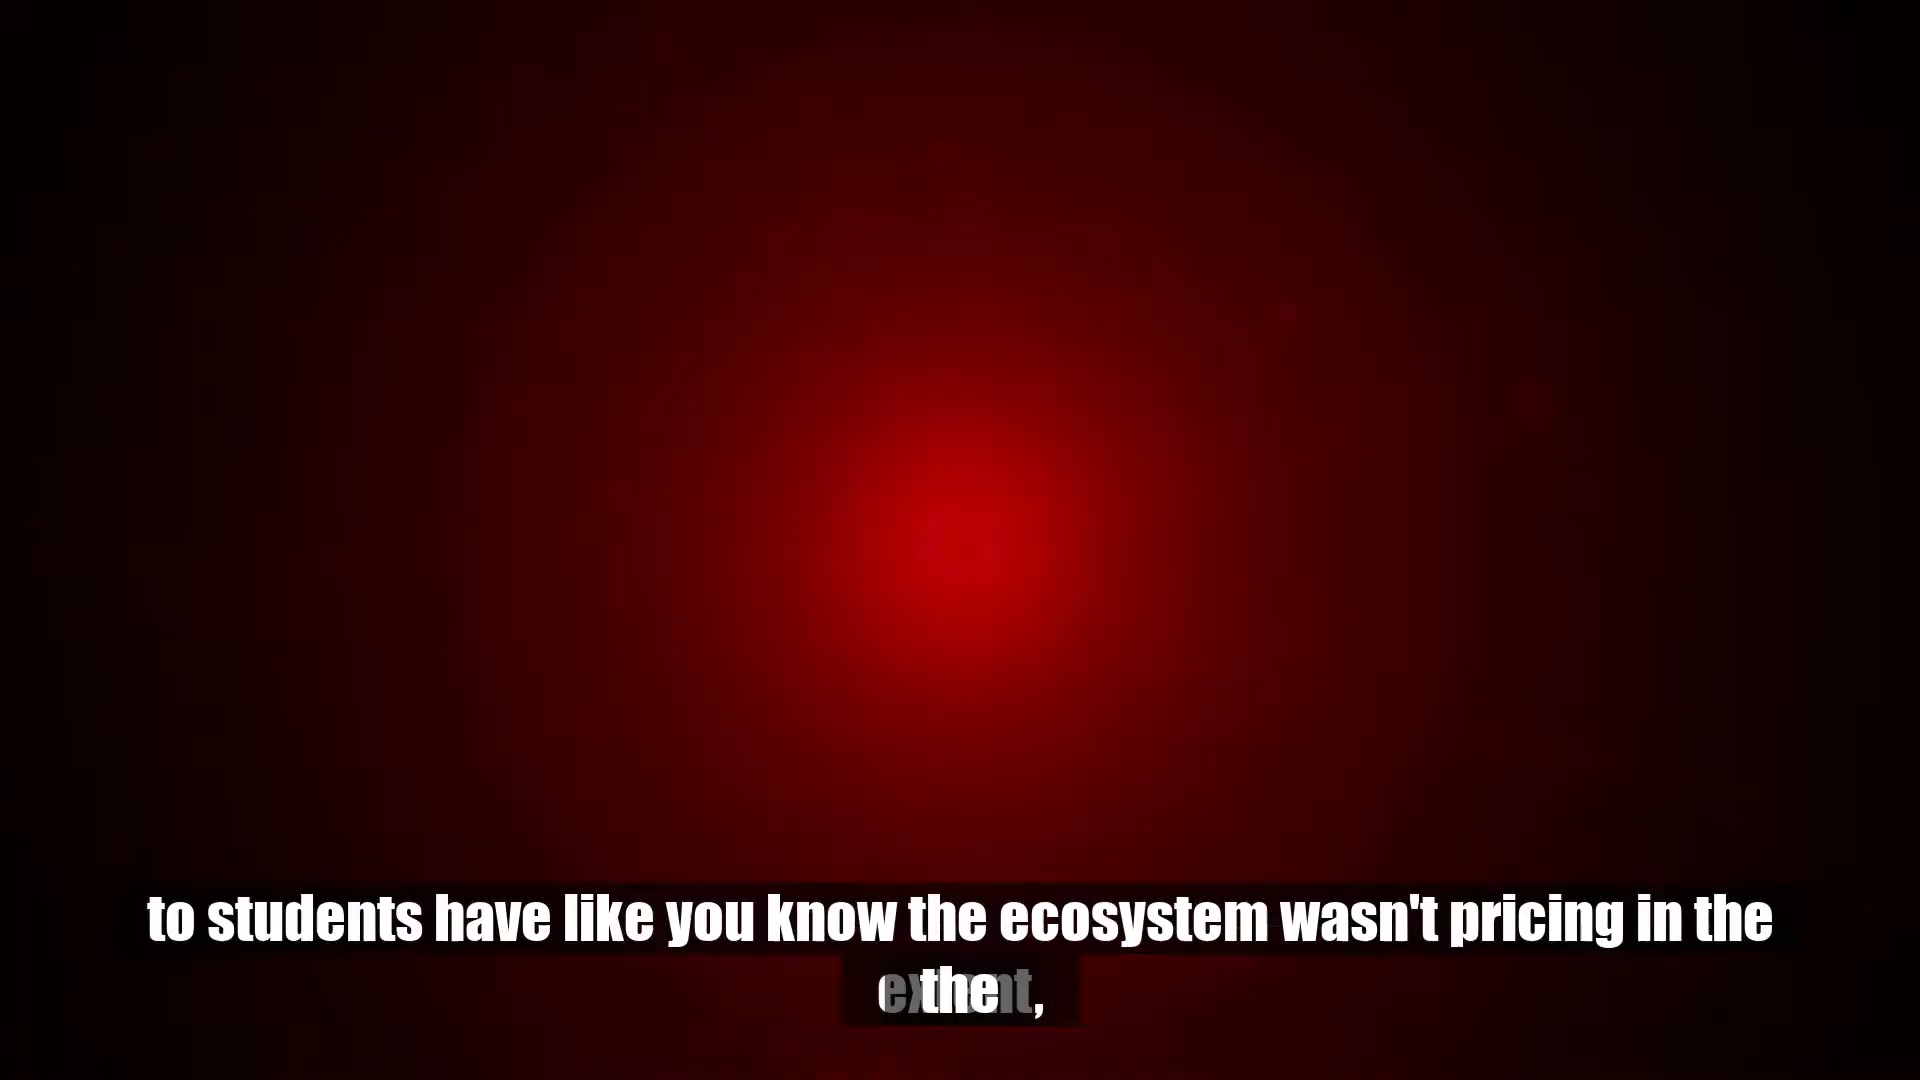 to students have like you know the ecosystem wasn't pricing in the
the